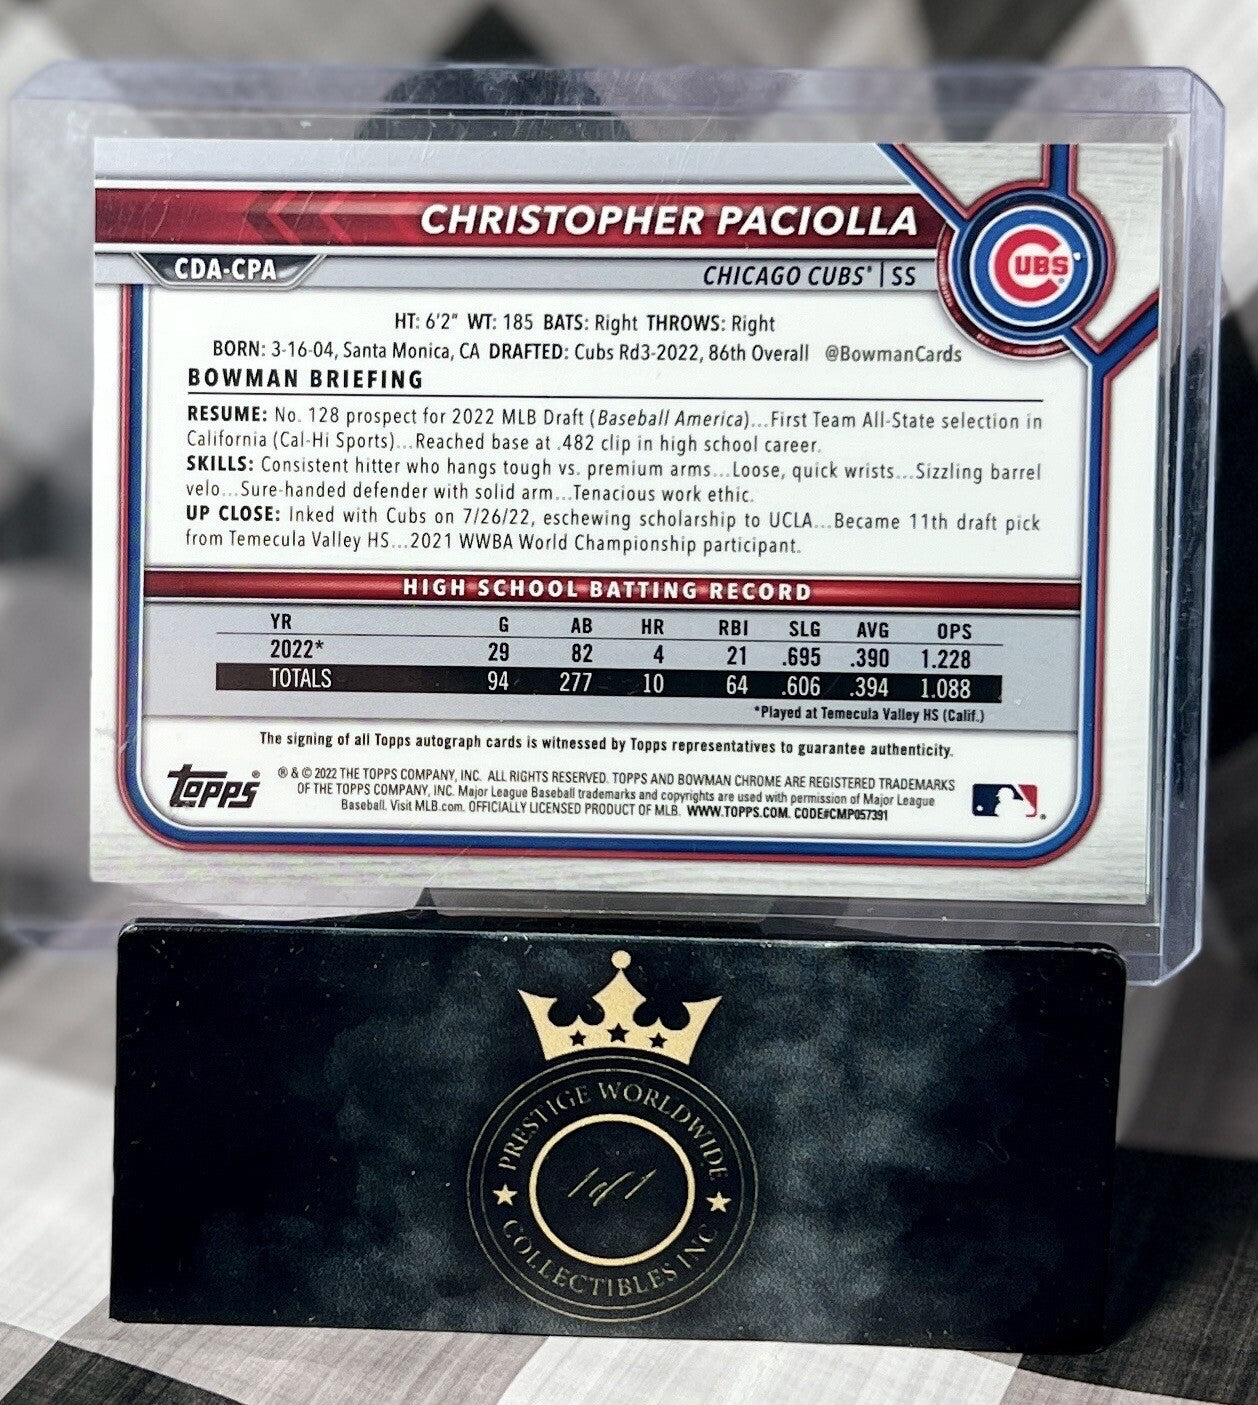 CHRISTOPHER PACIOLLA
CDA-CPA
CHICAGO CUBS® | SS
CUBS
HT: 6'2" WT: 185 BATS: Right THROWS: Right
BORN: 3-16-04, Santa Monica, CA DRAFTED: Cubs Rd3-2022, 86th Overall @BowmanCards
BOWMAN BRIEFING
RESUME: No. 128 prospect for 2022 MLB Draft (Baseball America)...First Team All-State selection in
California (Cal-Hi Sports)...Reached base at .482 clip in high school career.
SKILLS: Consistent hitter who hangs tough vs. premium arms...Loose, quick wrists...Sizzling barrel
velo...Sure-handed defender with solid arm...Tenacious work ethic.
UP CLOSE: Inked with Cubs on 7/26/22, eschewing scholarship to UCLA...Became 11th draft pick
from Temecula Valley HS...2021 WWBA World Championship participant.
HIGH SCHOOL BATTING RECORD
YR G AB HR RBI SLG AVG OPS
2022* 29 82 4 21 .695 .390 1.228
TOTALS 94 277 10 64 .606 .394 1.088
*Played at Temecula Valley HS (Calif.)
The signing of all Topps autograph cards is witnessed by Topps representatives to guarantee authenticity.
topps®
® & © 2022 THE TOPPS COMPANY, INC. ALL RIGHTS RESERVED. TOPPS AND BOWMAN CHROME ARE REGISTERED TRADEMARKS
OF THE TOPPS COMPANY, INC. Major League Baseball trademarks and copyrights are used with permission of Major League
Baseball. Visit MLB.com. OFFICIALLY LICENSED PRODUCT OF MLB. WWW.TOPPS.COM. CODE#CMP057391
PRESTIGE WORLDWIDE
1 of 1
COLLECTIBLES INC